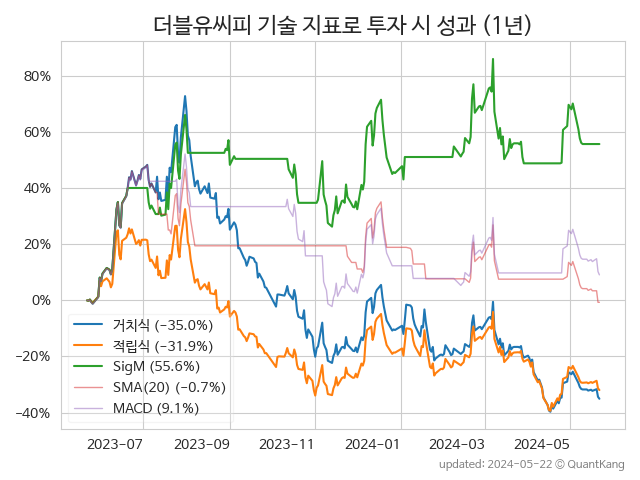 더블유씨피 기술 지표로 투자 시 성과 (1년)
80%
60%
40%
20%
0%
−20%
−40%
거치식 (−35.0%)
적립식 (−31.9%)
SigM (55.6%)
SMA(20) (−0.7%)
MACD (9.1%)
2023-07
2023-09
2023-11
2024-01
2024-03
2024-05
updated: 2024-05-22 © QuantKang